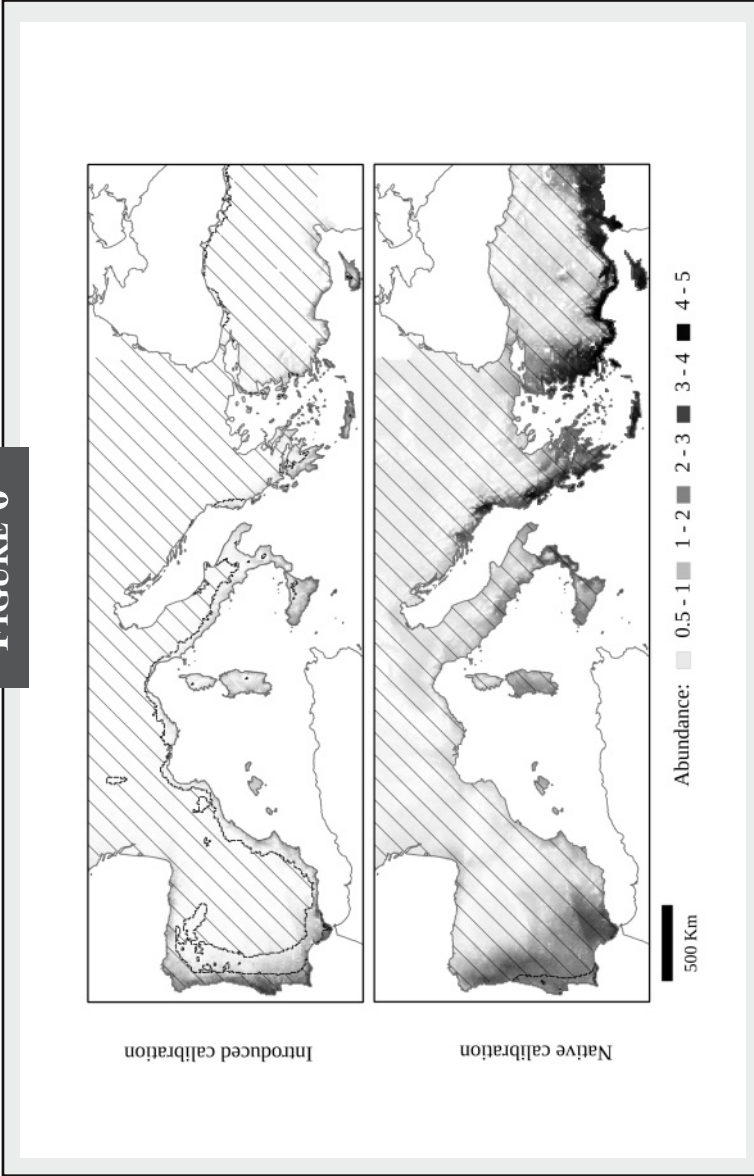 FIGURE
Introduced calibration
Native calibration
Abundance: 0.5 - 1 1 - 2 2 - 3 3 - 4 4 - 5
500 Km